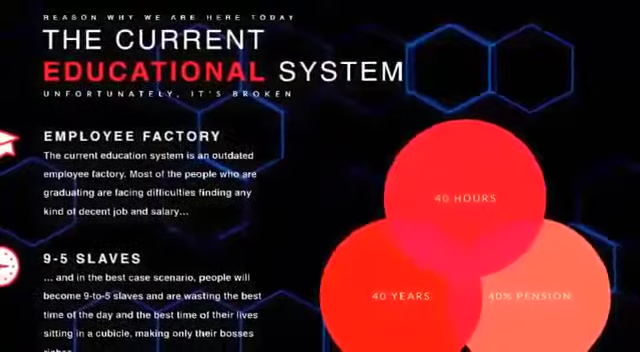 REASON WHY WE ARE HERE TODAY
THE CURRENT
EDUCATIONAL SYSTEM
UNFORTUNATELY, IT'S BROKEN
EMPLOYEE FACTORY
The current education system is an outdated
employee factory. Most of the people who are
graduating are facing difficulties finding any
kind of decent job and salary...
9-5 SLAVES
... and in the best case scenario, people will
become 9-to-5 slaves and are wasting the best
time of the day and the best time of their lives
sitting in a cubicle, making only their bosses
40 HOURS
40 YEARS
40% PENSION